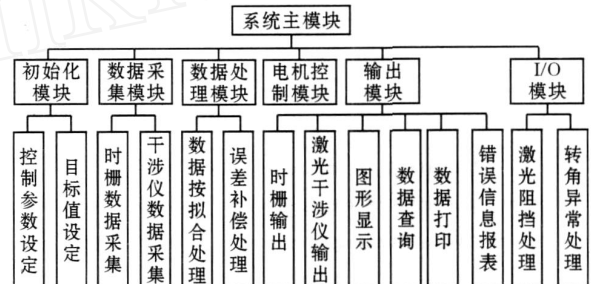 系统主模块
初始化
模块
数据采
集模块
数据处
理模块
电机控
制模块
输出
模块
I/O
模块
控制参数设定
目标值设定
时栅数据采集
干涉仪数据采集
数据按拟合处理
误差补偿处理
时栅输出
激光干涉仪输出
图形显示
数据查询
数据打印
错误信息报表
激光阻挡处理
转角异常处理